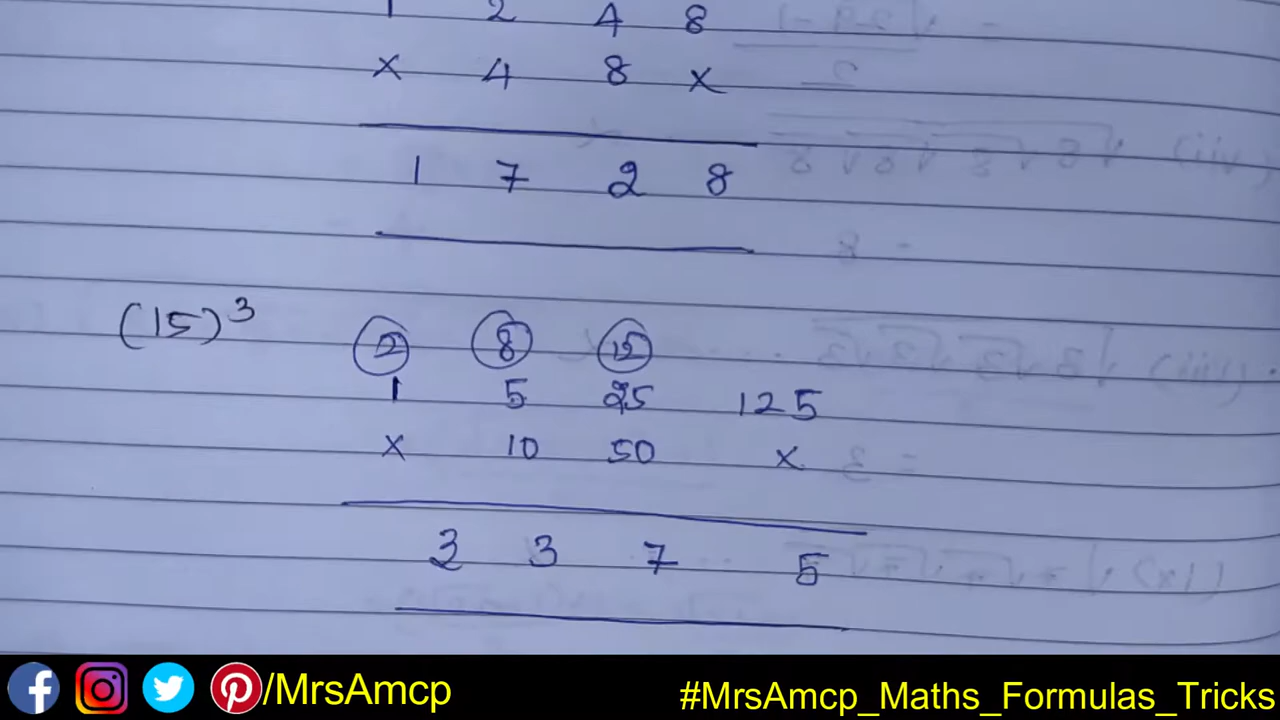 1 2 4 8
x 4 8 x
1 7 2 8
(15)³
2 8 12
1 5 25 125
x 10 50 x
3 3 7 5
/MrsAmcp
#MrsAmcp_Maths_Formulas_Tricks